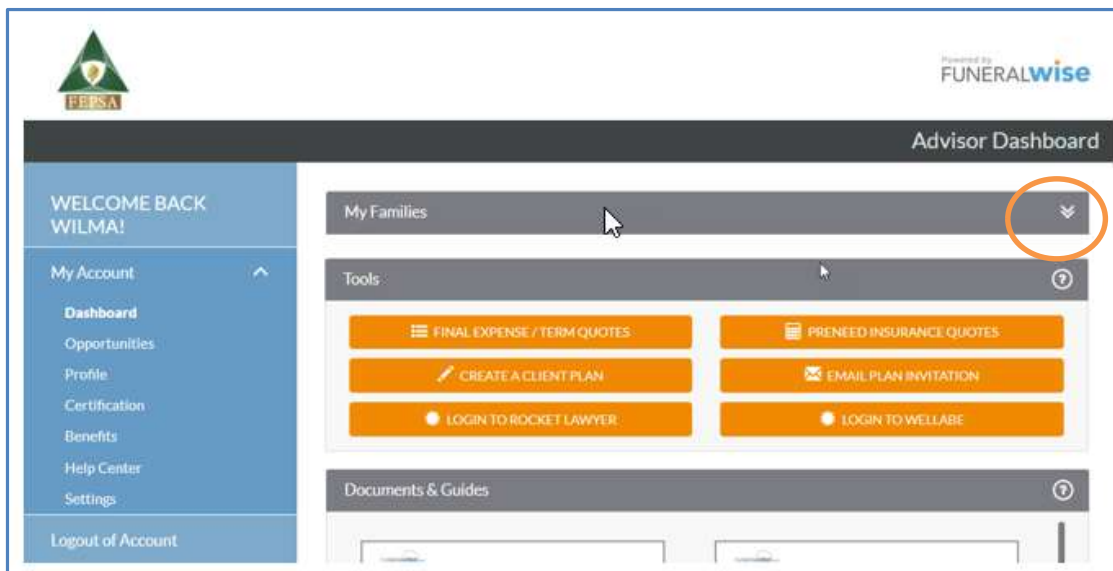 FEPSA
Powered by
FUNERALWISE
Advisor Dashboard
WELCOME BACK
WILMA!
My Account
Dashboard
Opportunities
Profile
Certification
Benefits
Help Center
Settings
Logout of Account
My Families
Tools
FINAL EXPENSE / TERM QUOTES
PRENEED INSURANCE QUOTES
CREATE A CLIENT PLAN
EMAIL PLAN INVITATION
LOGIN TO ROCKET LAWYER
LOGIN TO WELLABE
Documents & Guides